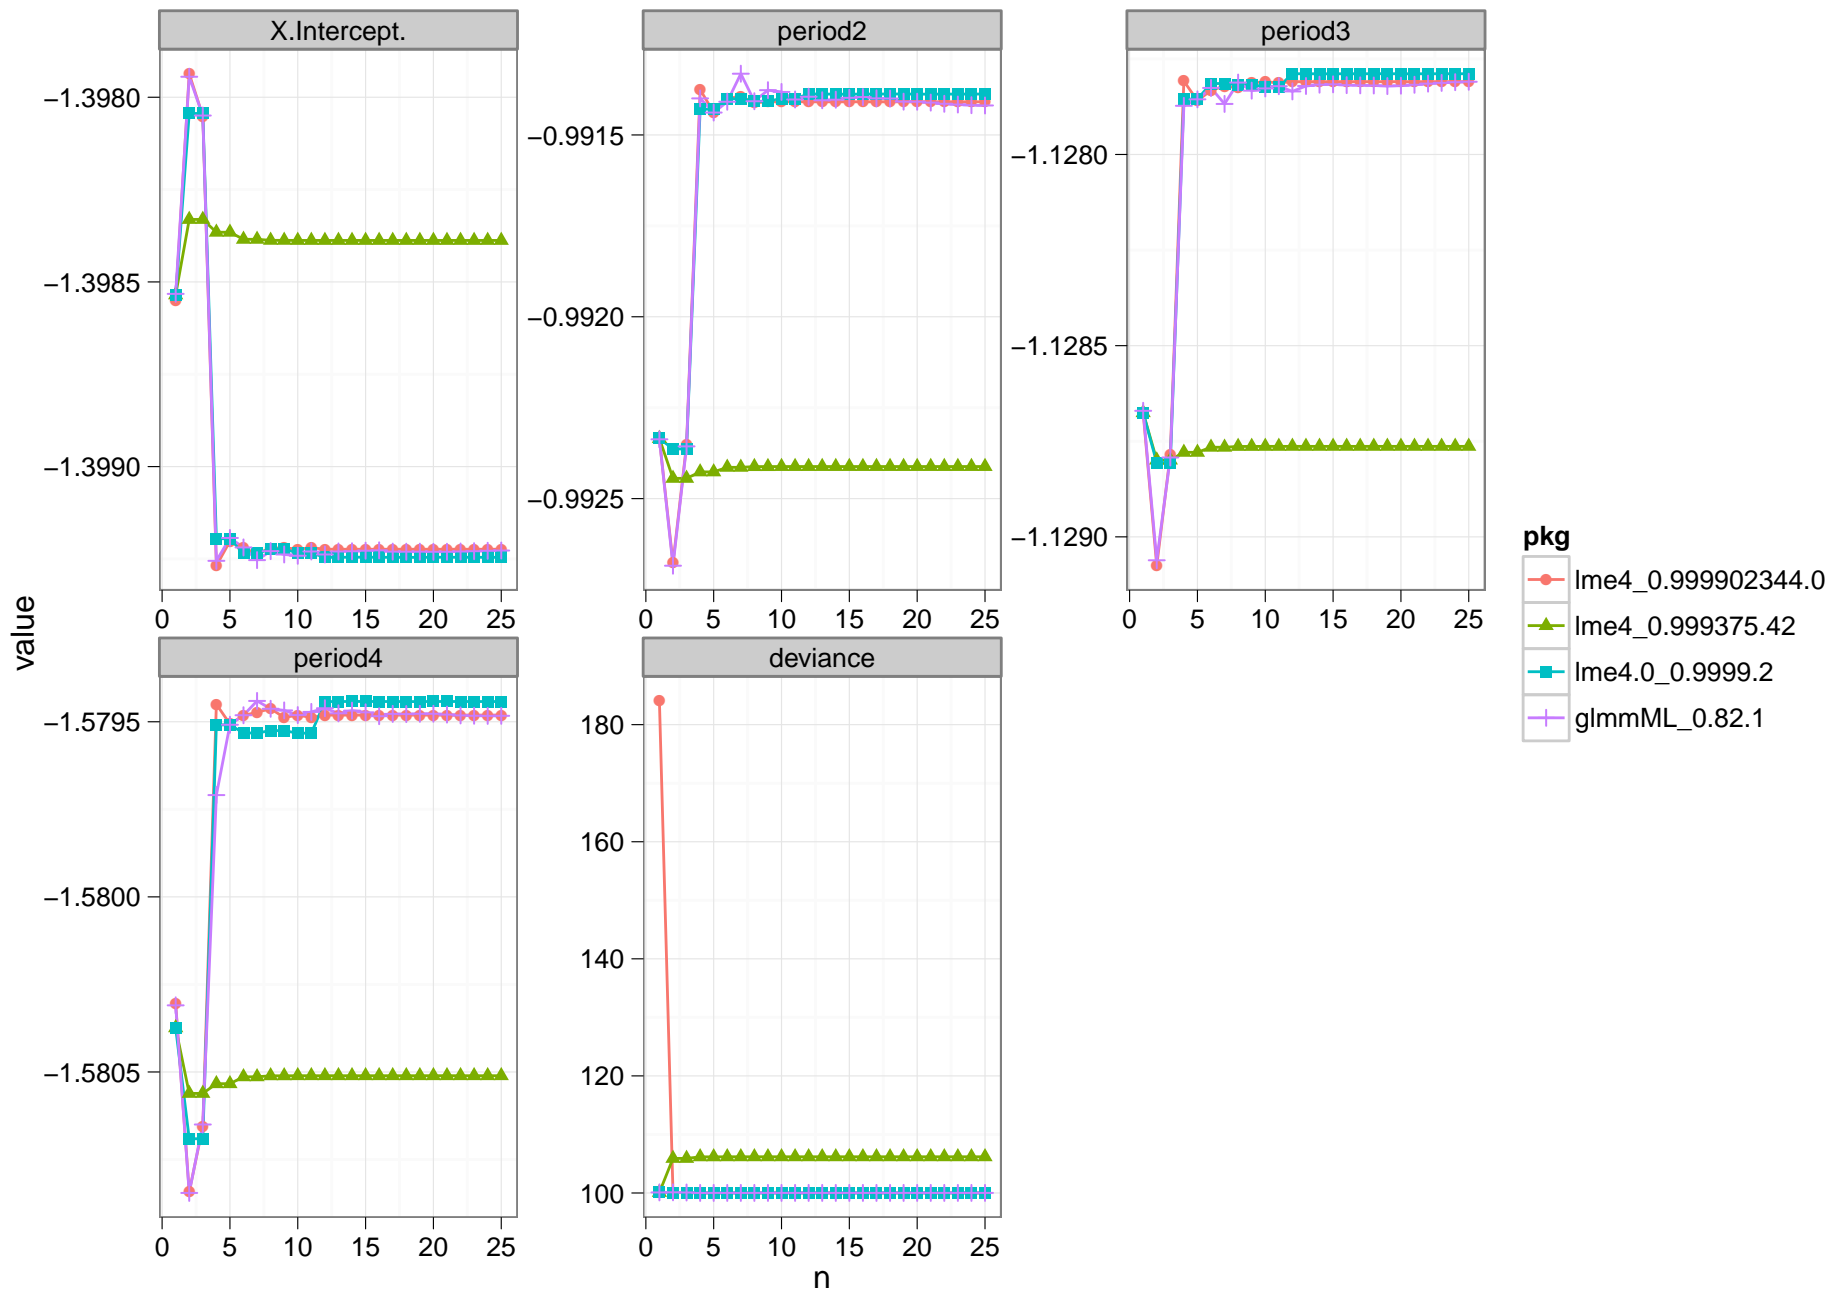 X.Intercept.
period2
period3
−1.3980
−1.3985
−1.3990
−0.9915
−0.9920
−0.9925
−1.1280
−1.1285
−1.1290
0 5 10 15 20 25
0 5 10 15 20 25
0 5 10 15 20 25
period4
deviance
−1.5795
−1.5800
−1.5805
180
160
140
120
100
0 5 10 15 20 25
0 5 10 15 20 25
value
n
pkg
lme4_0.999902344.0
lme4_0.999375.42
lme4.0_0.9999.2
glmmML_0.82.1